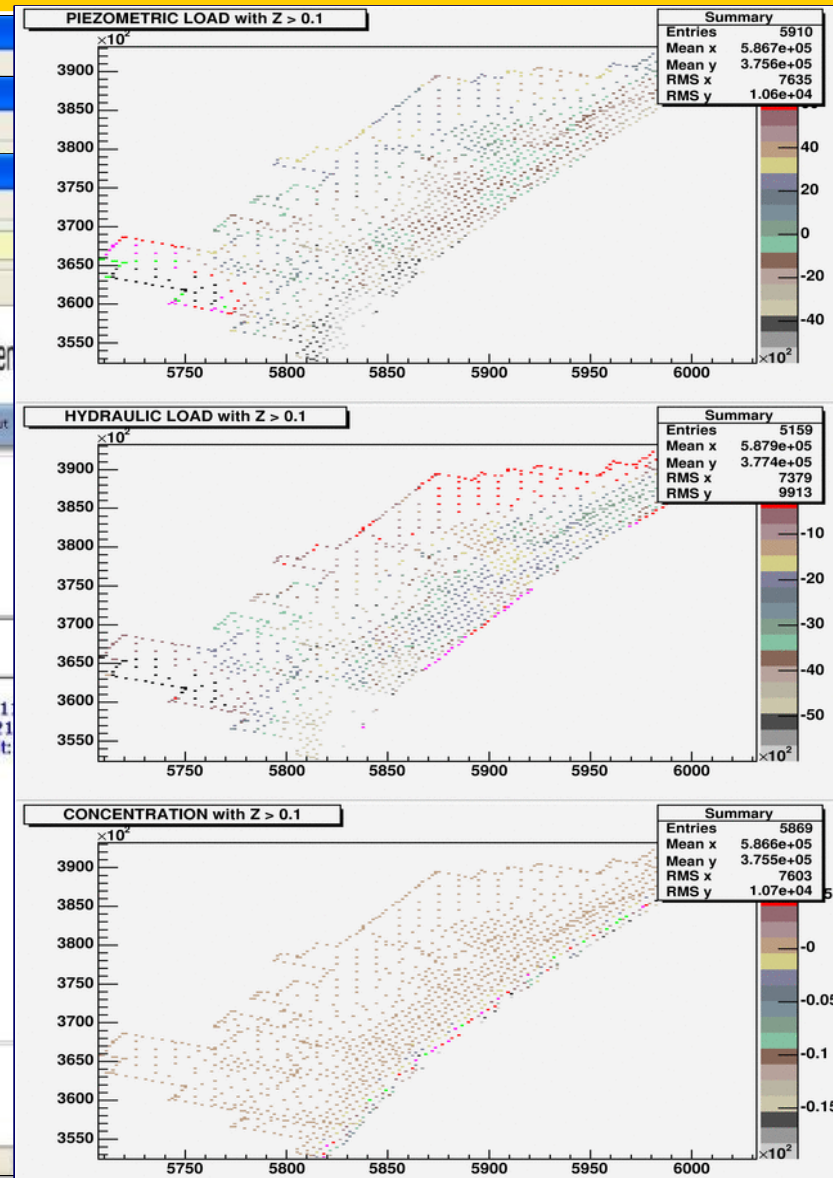 PIEZOMETRIC LOAD with Z > 0.1
×10²
3900
3850
3800
3750
3700
3650
3600
3550
5750 5800 5850 5900 5950 6000
×10²
Summary
Entries 5910
Mean x 5.867e+05
Mean y 3.756e+05
RMS x 7635
RMS y 1.06e+04
40
20
0
-20
-40
HYDRAULIC LOAD with Z > 0.1
×10²
3900
3850
3800
3750
3700
3650
3600
3550
5750 5800 5850 5900 5950 6000
×10²
Summary
Entries 5159
Mean x 5.879e+05
Mean y 3.774e+05
RMS x 7379
RMS y 9913
-10
-20
-30
-40
-50
CONCENTRATION with Z > 0.1
×10²
3900
3850
3800
3750
3700
3650
3600
3550
5750 5800 5850 5900 5950 6000
×10²
Summary
Entries 5869
Mean x 5.866e+05
Mean y 3.755e+05
RMS x 7603
RMS y 1.07e+04
-0
-0.05
-0.1
-0.15